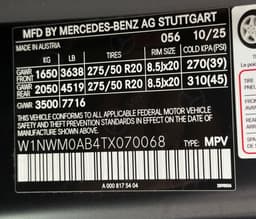 MFD BY MERCEDES-BENZ AG STUTTGART
MADE IN AUSTRIA 056 10/25
KG LB TIRES RIM SIZE COLD KPA(PSI)
GAWR FRONT 1650 3638 275/50 R20 8.5Jx20 270(39)
GAWR REAR 2050 4519 275/50 R20 8.5Jx20 310(45)
GVWR 3500 7716
THIS VEHICLE CONFORMS TO ALL APPLICABLE FEDERAL MOTOR VEHICLE
SAFETY AND THEFT PREVENTION STANDARDS IN EFFECT ON THE DATE OF
MANUFACTURE SHOWN ABOVE
W1NWM0AB4TX070068 TYPE: MPV
A 000 817 54 04